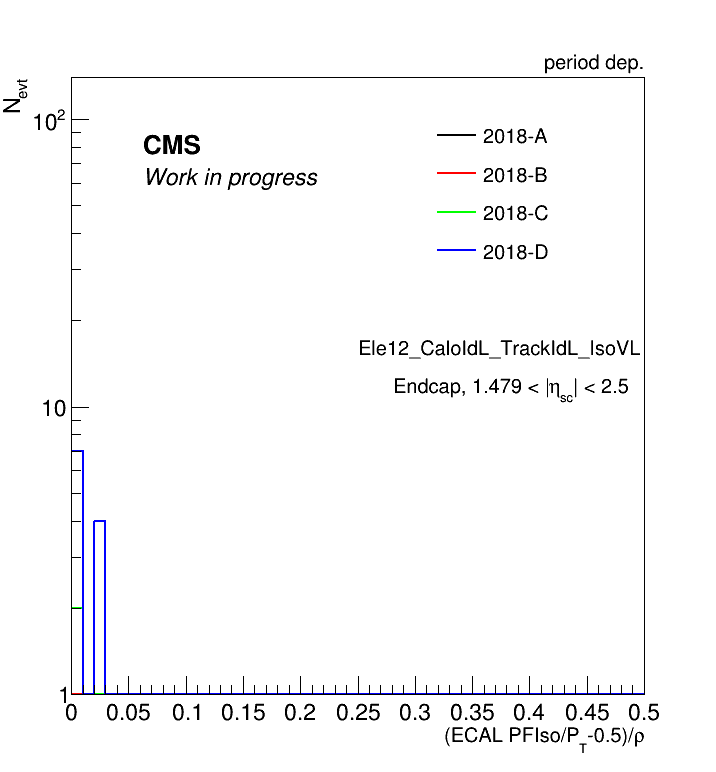 period dep.
N_evt
10²
CMS
Work in progress
2018-A
2018-B
2018-C
2018-D
Ele12_CaloIdL_TrackIdL_IsoVL
Endcap, 1.479 < |η_sc| < 2.5
10
1
0 0.05 0.1 0.15 0.2 0.25 0.3 0.35 0.4 0.45 0.5
(ECAL PFIso/P_T-0.5)/ρ